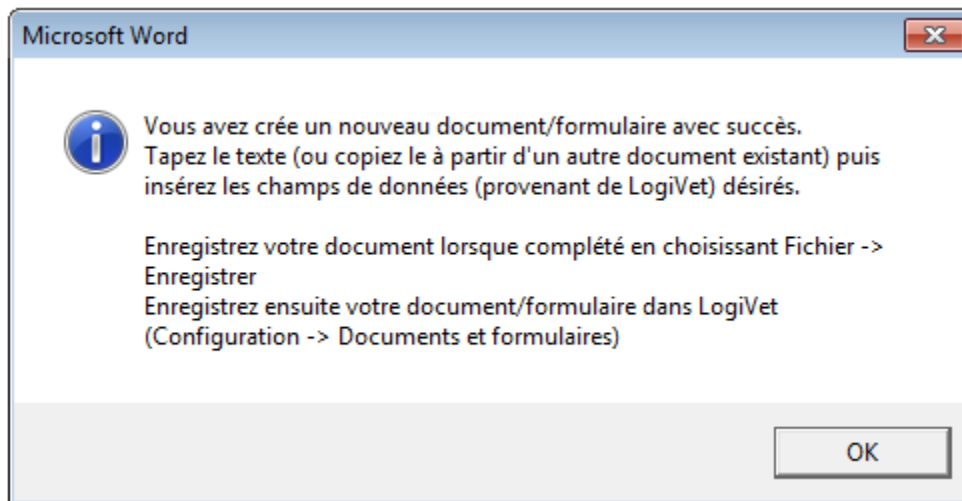 Microsoft Word
Vous avez crée un nouveau document/formulaire avec succès.
Tapez le texte (ou copiez le à partir d'un autre document existant) puis
insérez les champs de données (provenant de LogiVet) désirés.
Enregistrez votre document lorsque complété en choisissant Fichier ->
Enregistrer
Enregistrez ensuite votre document/formulaire dans LogiVet
(Configuration -> Documents et formulaires)
OK